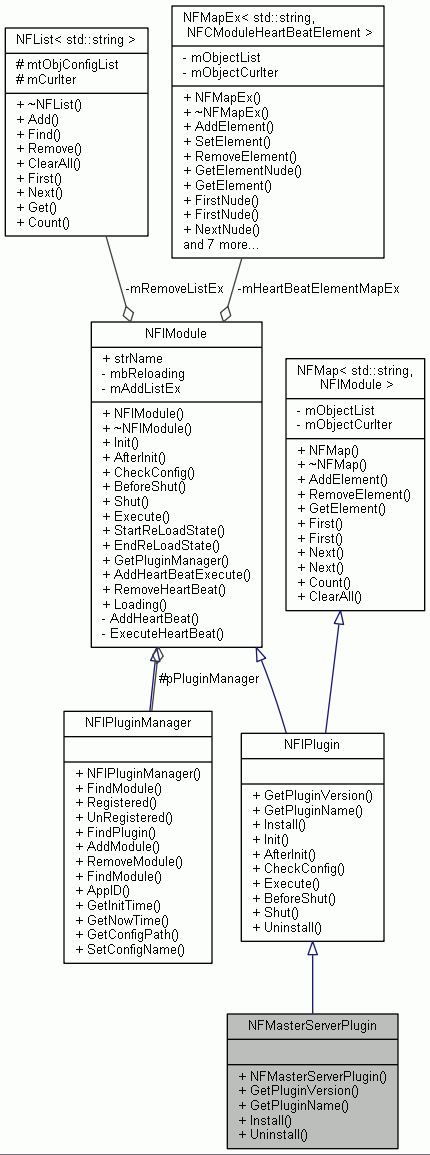 NFList< std::string >
# mtObjConfigList
# mCurIter
+ ~NFList()
+ Add()
+ Find()
+ Remove()
+ ClearAll()
+ First()
+ Next()
+ Get()
+ Count()
NFMapEx< std::string,
NFCModuleHeartBeatElement >
- mObjectList
- mObjectCurIter
+ NFMapEx()
+ ~NFMapEx()
+ AddElement()
+ SetElement()
+ RemoveElement()
+ GetElementNude()
+ GetElement()
+ FirstNude()
+ FirstNude()
+ NextNude()
and 7 more...
-mRemoveListEx
-mHeartBeatElementMapEx
NFIModule
+ strName
- mbReloading
- mAddListEx
+ NFIModule()
+ ~NFIModule()
+ Init()
+ AfterInit()
+ CheckConfig()
+ BeforeShut()
+ Shut()
+ Execute()
+ StartReLoadState()
+ EndReLoadState()
+ GetPluginManager()
+ AddHeartBeatExecute()
+ RemoveHeartBeat()
+ Loading()
- AddHeartBeat()
- ExecuteHeartBeat()
NFMap< std::string,
NFIModule >
- mObjectList
- mObjectCurIter
+ NFMap()
+ ~NFMap()
+ AddElement()
+ RemoveElement()
+ GetElement()
+ First()
+ First()
+ Next()
+ Next()
+ Count()
+ ClearAll()
#pPluginManager
NFIPluginManager
+ NFIPluginManager()
+ FindModule()
+ Registered()
+ UnRegistered()
+ FindPlugin()
+ AddModule()
+ RemoveModule()
+ FindModule()
+ AppID()
+ GetInitTime()
+ GetNowTime()
+ GetConfigPath()
+ SetConfigName()
NFIPlugin
+ GetPluginVersion()
+ GetPluginName()
+ Install()
+ Init()
+ AfterInit()
+ CheckConfig()
+ Execute()
+ BeforeShut()
+ Shut()
+ Uninstall()
NFMasterServerPlugin
+ NFMasterServerPlugin()
+ GetPluginVersion()
+ GetPluginName()
+ Install()
+ Uninstall()